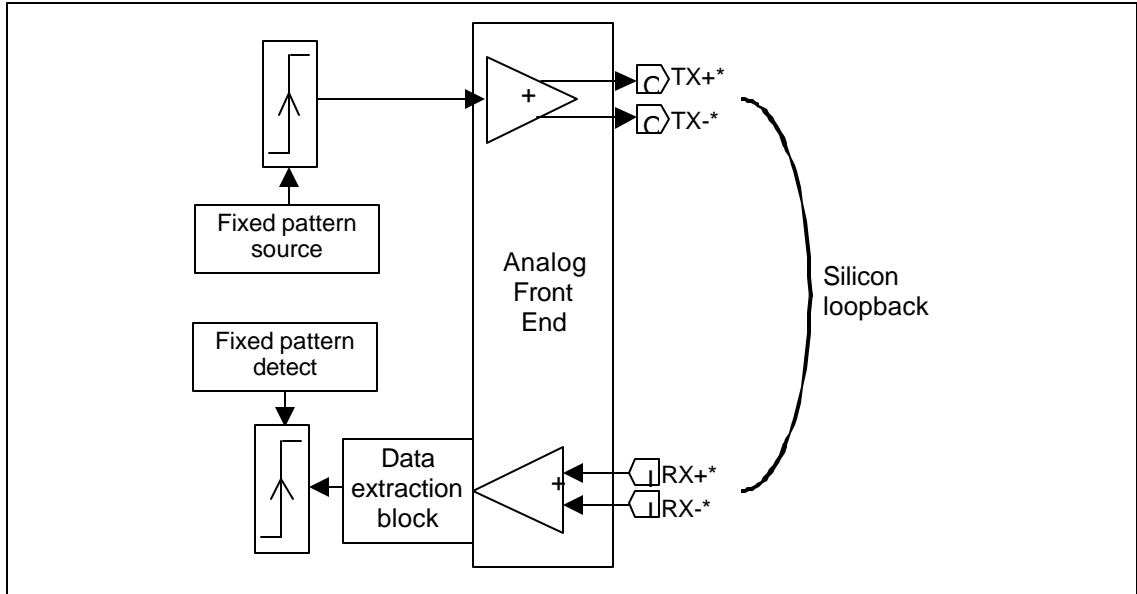 +
C TX+*
C TX-*
Fixed pattern
source
Analog
Front
End
Silicon
loopback
Fixed pattern
detect
Data
extraction
block
+
I RX+*
I RX-*